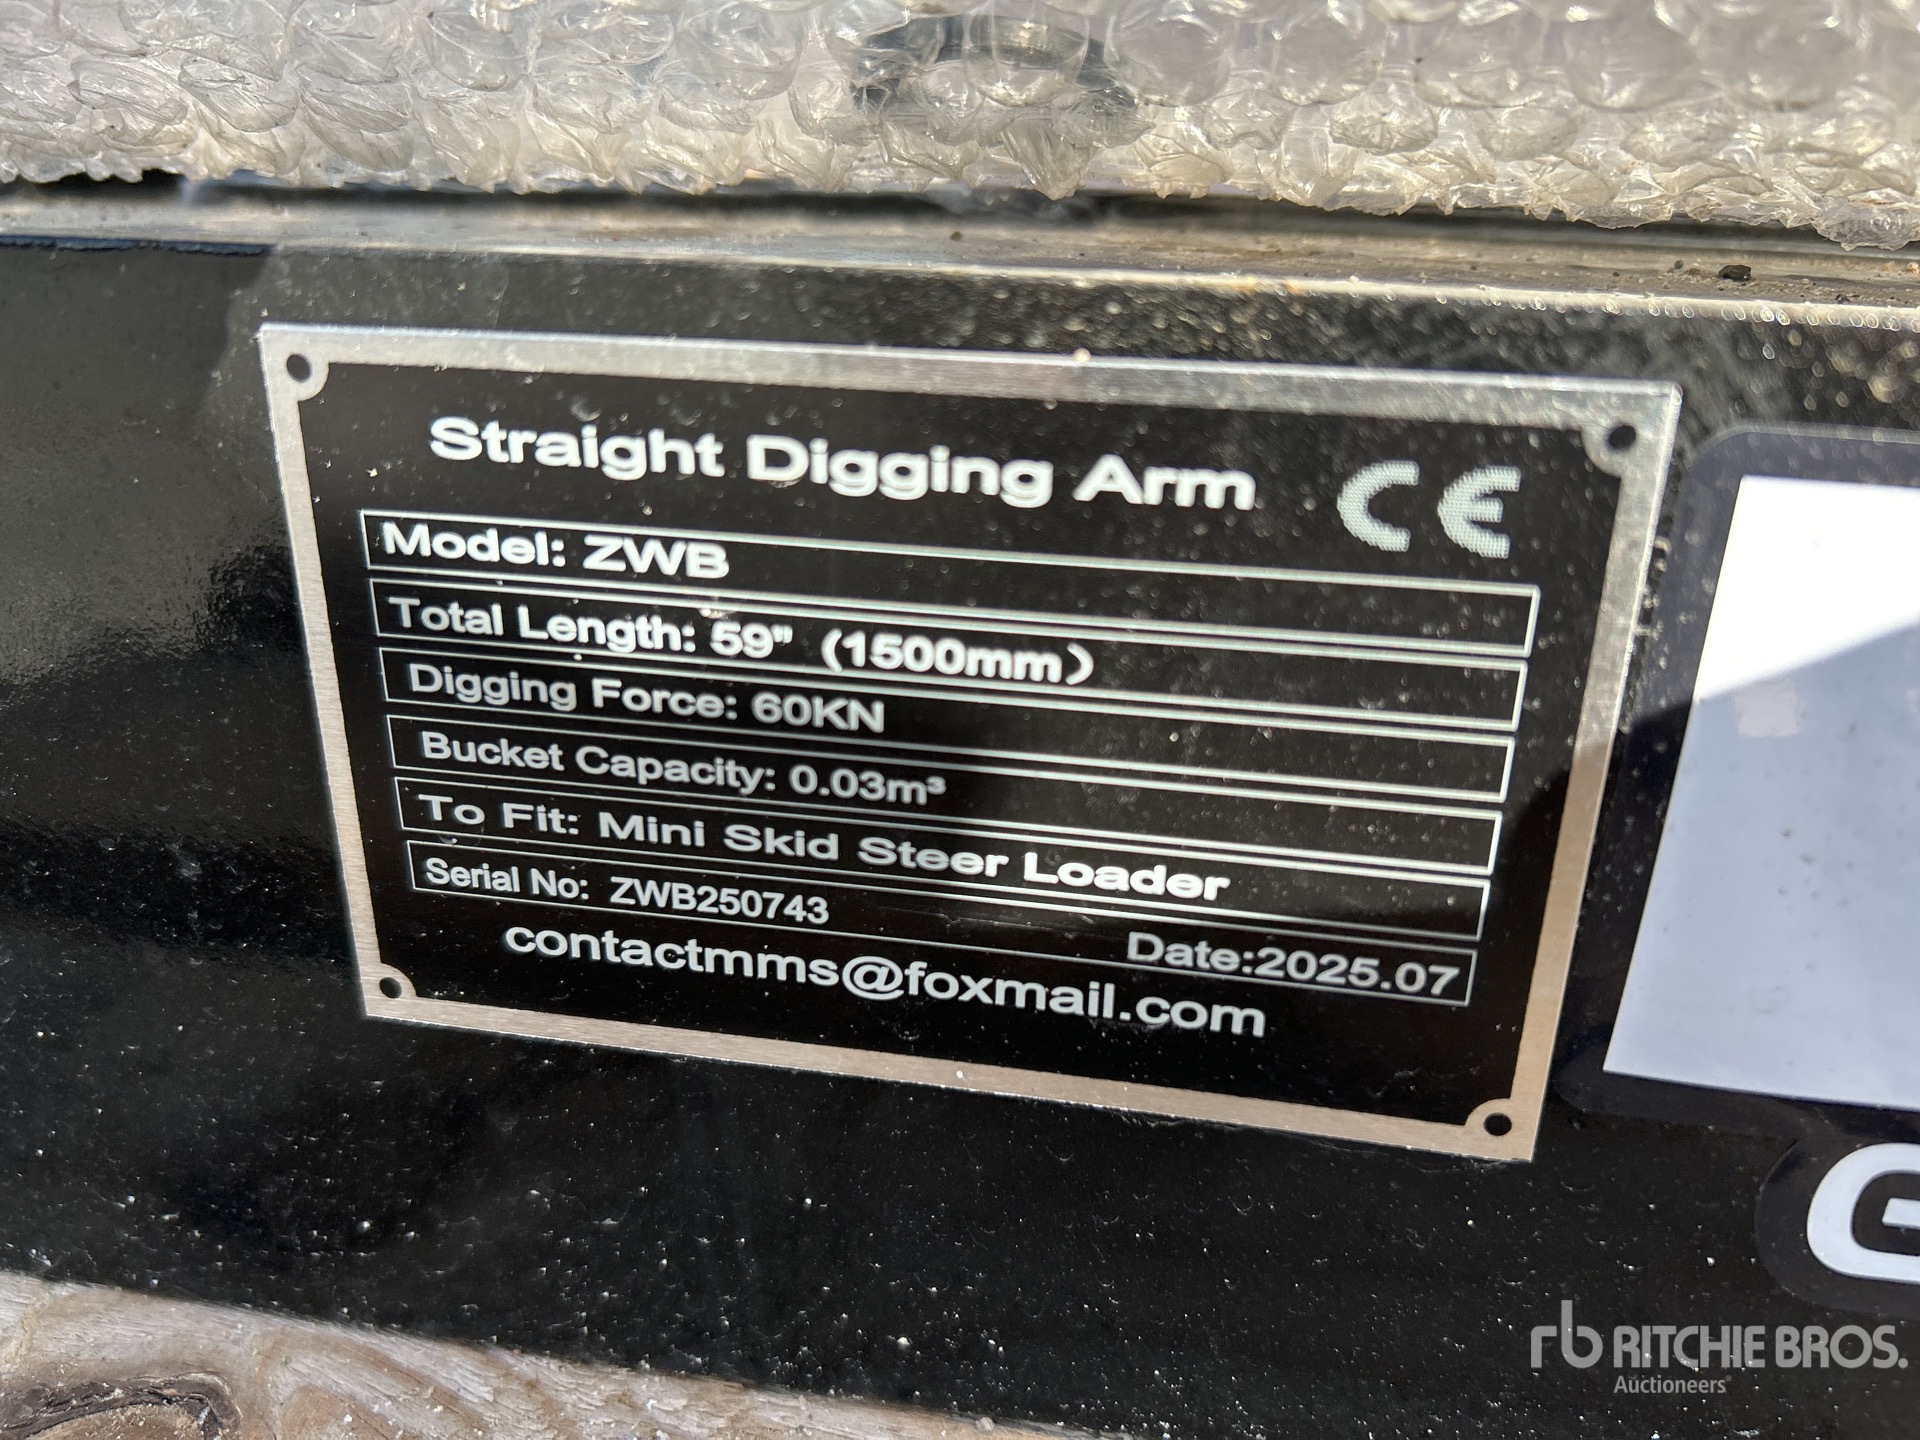 Straight Digging Arm CE
Model: ZWB
Total Length: 59" (1500mm)
Digging Force: 60KN
Bucket Capacity: 0.03m³
To Fit: Mini Skid Steer Loader
Serial No: ZWB250743 Date:2025.07
contactmms@foxmail.com
G
rb RITCHIE BROS.
Auctioneers